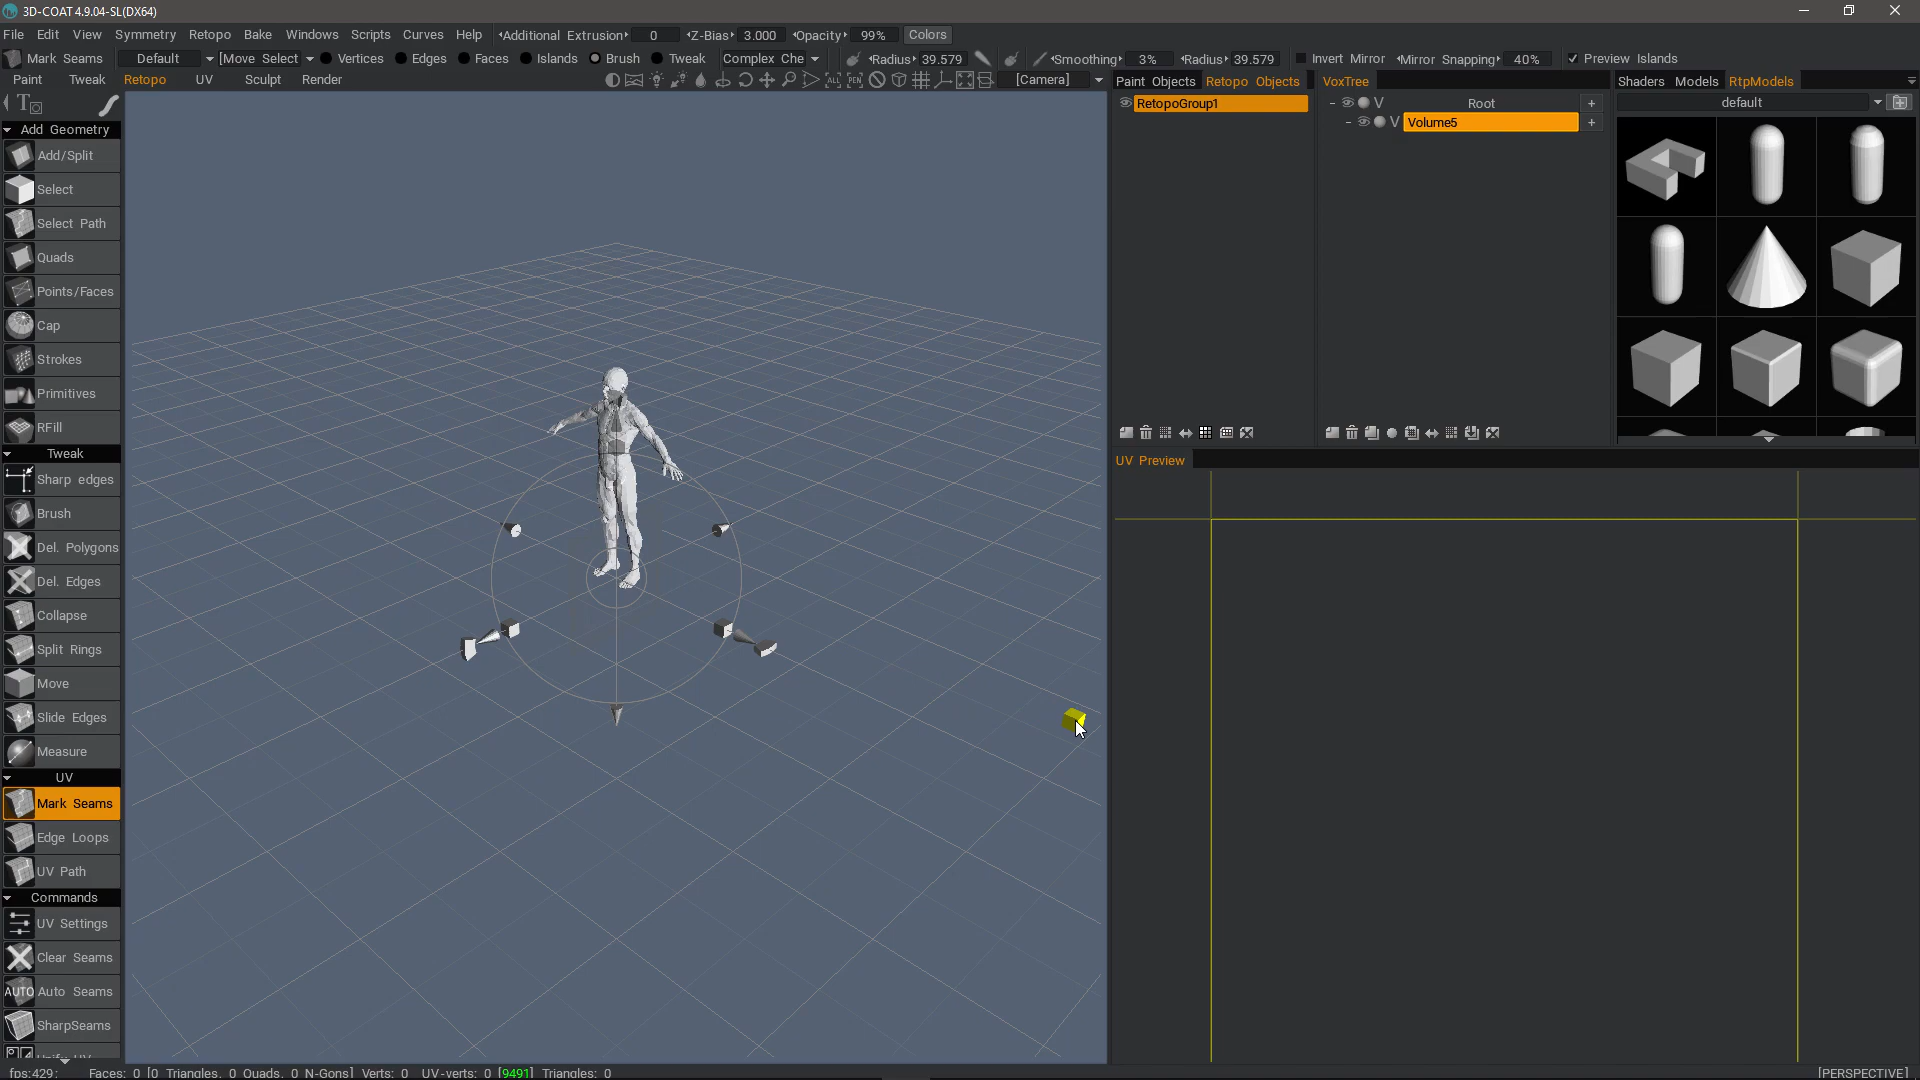 3D-COAT 4.9.04-SL(DX64)
File Edit View Symmetry Retopo Bake Windows Scripts Curves Help Additional Extrusion 0 Z-Bias 3.000 Opacity 99% Colors
Mark Seams Default [Move Select Vertices Edges Faces Islands Brush Tweak Complex Che Radius 39.579 Smoothing 3% Radius 39.579 Invert Mirror Mirror Snapping 40% Preview Islands
Paint Tweak Retopo UV Sculpt Render ALL PEN [Camera] Paint Objects Retopo Objects VoxTree Shaders Models RtpModels
RetopoGroup1 V Root + default
V Volume5 +
Add Geometry
Add/Split
Select
Select Path
Quads
Points/Faces
Cap
Strokes
Primitives
RFill
Tweak
Sharp edges
Brush
Del. Polygons
Del. Edges
Collapse
Split Rings
Move
Slide Edges
Measure
UV
Mark Seams
Edge Loops
UV Path
Commands
UV Settings
Clear Seams
AUTO Auto Seams
SharpSeams
UV Preview
fps:429; Faces: 0 [0 Triangles, 0 Quads, 0 N-Gons] Verts: 0 UV-verts: 0 [9491] Triangles: 0 [PERSPECTIVE]